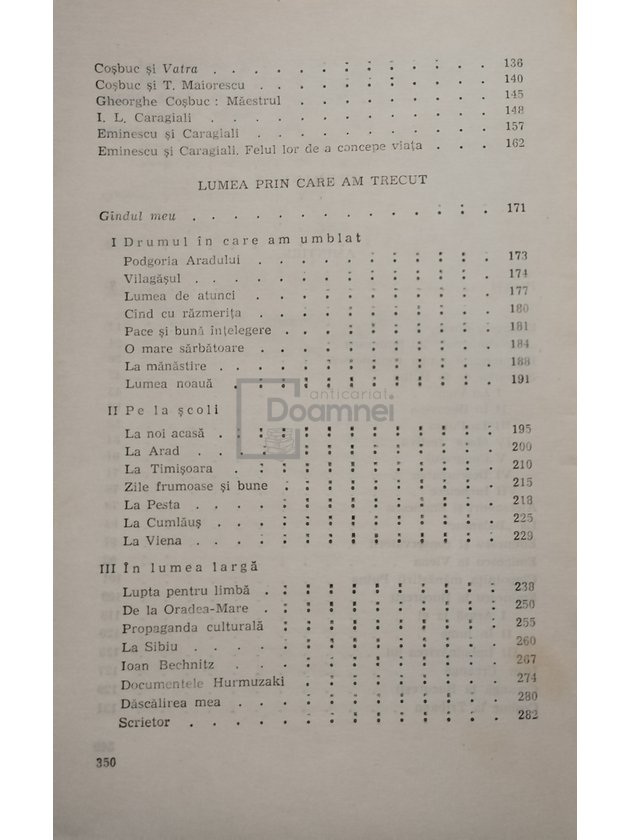 Coşbuc şi Vatra . . . . . . . . . . . . . 136
Coşbuc şi T. Maiorescu . . . . . . . . . . . 140
Gheorghe Coşbuc : Măestrul . . . . . . . . . 145
I. L. Caragiali . . . . . . . . . . . . . 148
Eminescu şi Caragiali . . . . . . . . . . . 157
Eminescu şi Caragiali. Felul lor de a concepe viaţa . . . 162
LUMEA PRIN CARE AM TRECUT
Gîndul meu . . . . . . . . . . . . . . 171
I Drumul în care am umblat
Podgoria Aradului . . . . . . . . . . 173
Vilagăşul . . . . . . . . . . . . . 174
Lumea de atunci . . . . . . . . . . 177
Cînd cu răzmeriţa . . . . . . . . . . 180
Pace şi bună înţelegere . . . . . . . . . 181
O mare sărbătoare . . . . . . . . . . 184
La mănăstire . . . . . . . . . . . . 188
Lumea noauă . . . . . . . . . . . 191
anticariat
Doamnei
II Pe la şcoli
La noi acasă . . . . . . . . . . . . 195
La Arad . . . . . . . . . . . . . 200
La Timişoara . . . . . . . . . . . 210
Zile frumoase şi bune . . . . . . . . . 215
La Pesta . . . . . . . . . . . . . 218
La Cumlăuş . . . . . . . . . . . . 225
La Viena . . . . . . . . . . . . . 229
III În lumea largă
Lupta pentru limbă . . . . . . . . . . 238
De la Oradea-Mare . . . . . . . . . . 250
Propaganda culturală . . . . . . . . . 255
La Sibiu . . . . . . . . . . . . . 260
Ioan Bechnitz . . . . . . . . . . . 267
Documentele Hurmuzaki . . . . . . . . 274
Dăscălirea mea . . . . . . . . . . . 280
Scrietor . . . . . . . . . . . . . 282
350